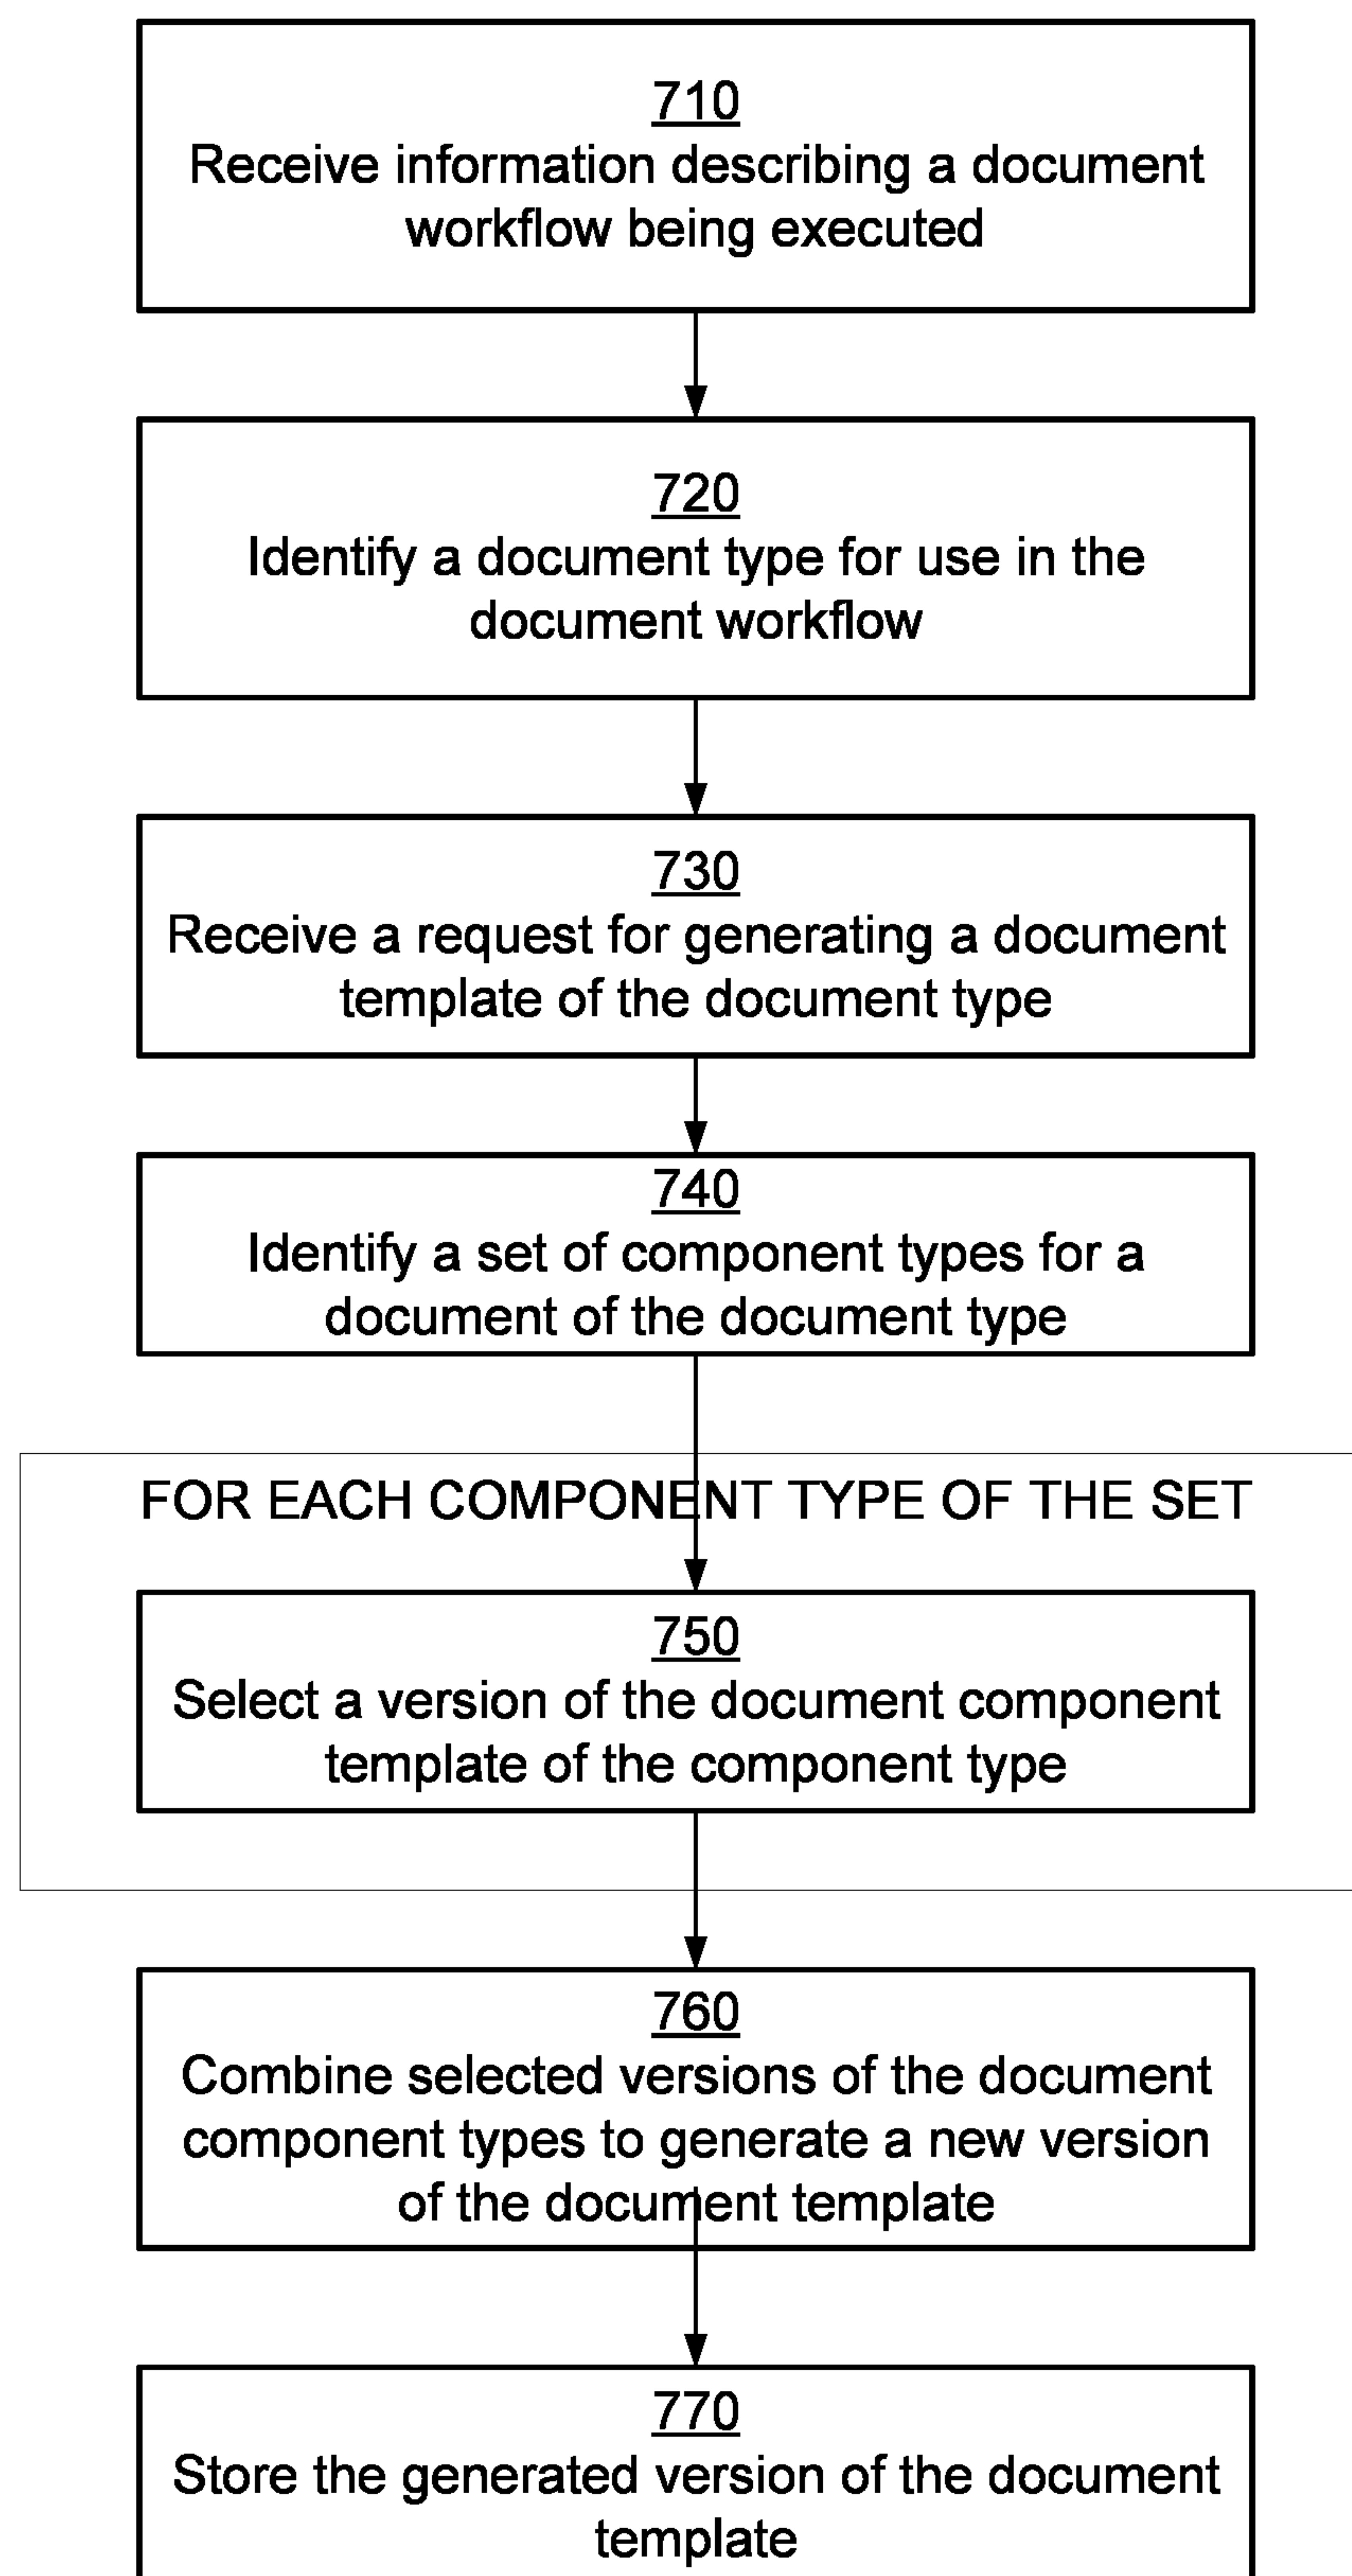 710
Receive information describing a document
workflow being executed
720
Identify a document type for use in the
document workflow
730
Receive a request for generating a document
template of the document type
740
Identify a set of component types for a
document of the document type
FOR EACH COMPONENT TYPE OF THE SET
750
Select a version of the document component
template of the component type
760
Combine selected versions of the document
component types to generate a new version
of the document template
770
Store the generated version of the document
template